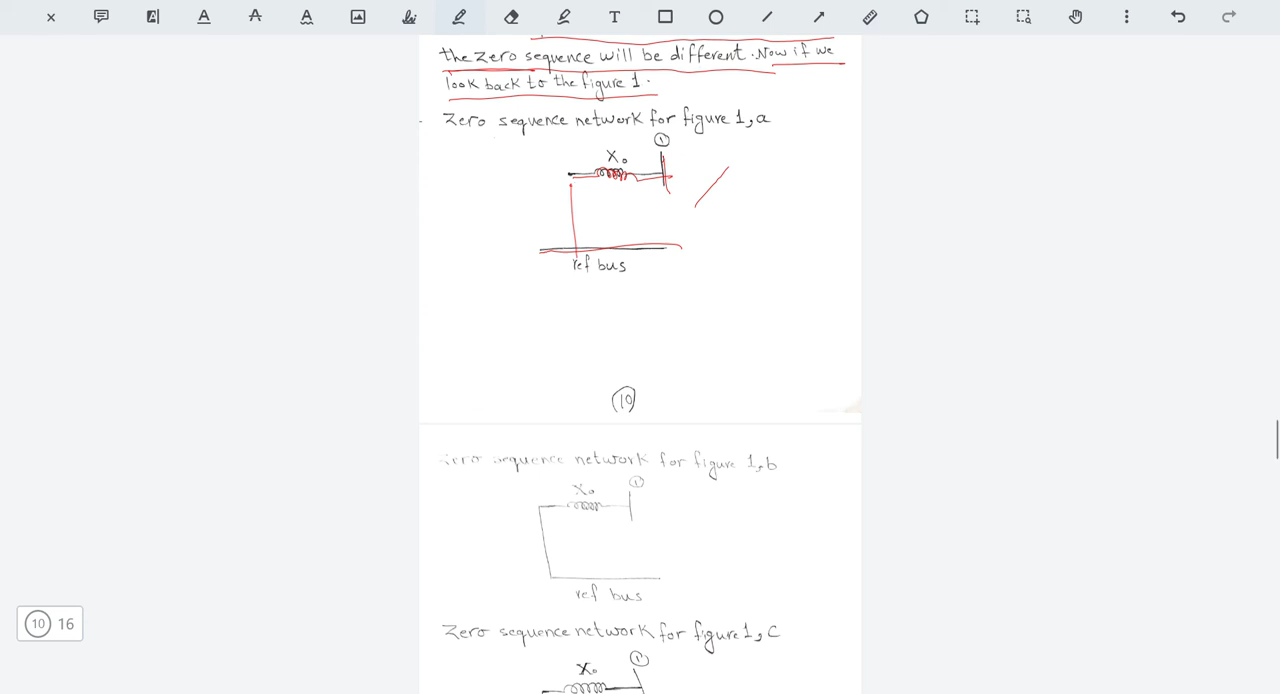 the zero sequence will be different. Now if we
look back to the figure 1.
Zero sequence network for figure 1, a
1
X₀
ref bus
10
Zero sequence network for figure 1, b
1
X₀
ref bus
10 16
Zero sequence network for figure 1, c
1
X₀